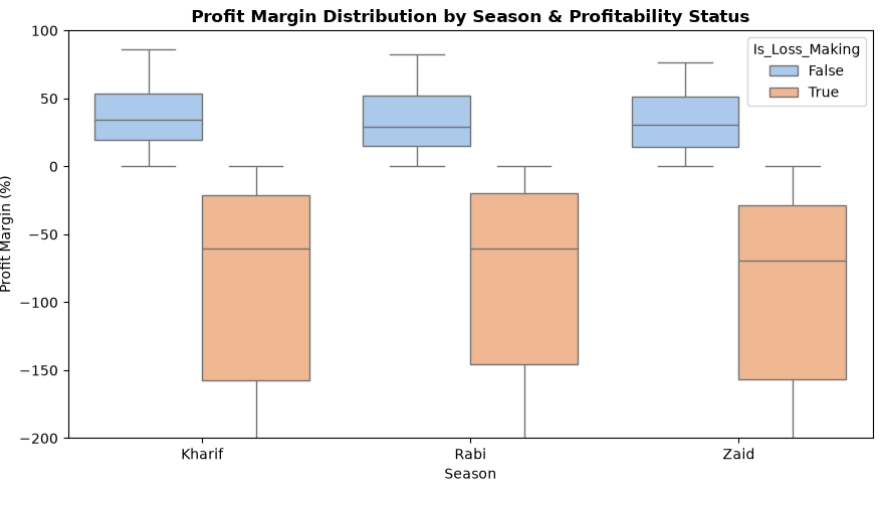 Profit Margin Distribution by Season & Profitability Status
Is_Loss_Making
False
True
100
50
0
−50
−100
−150
−200
Profit Margin (%)
Kharif
Rabi
Zaid
Season